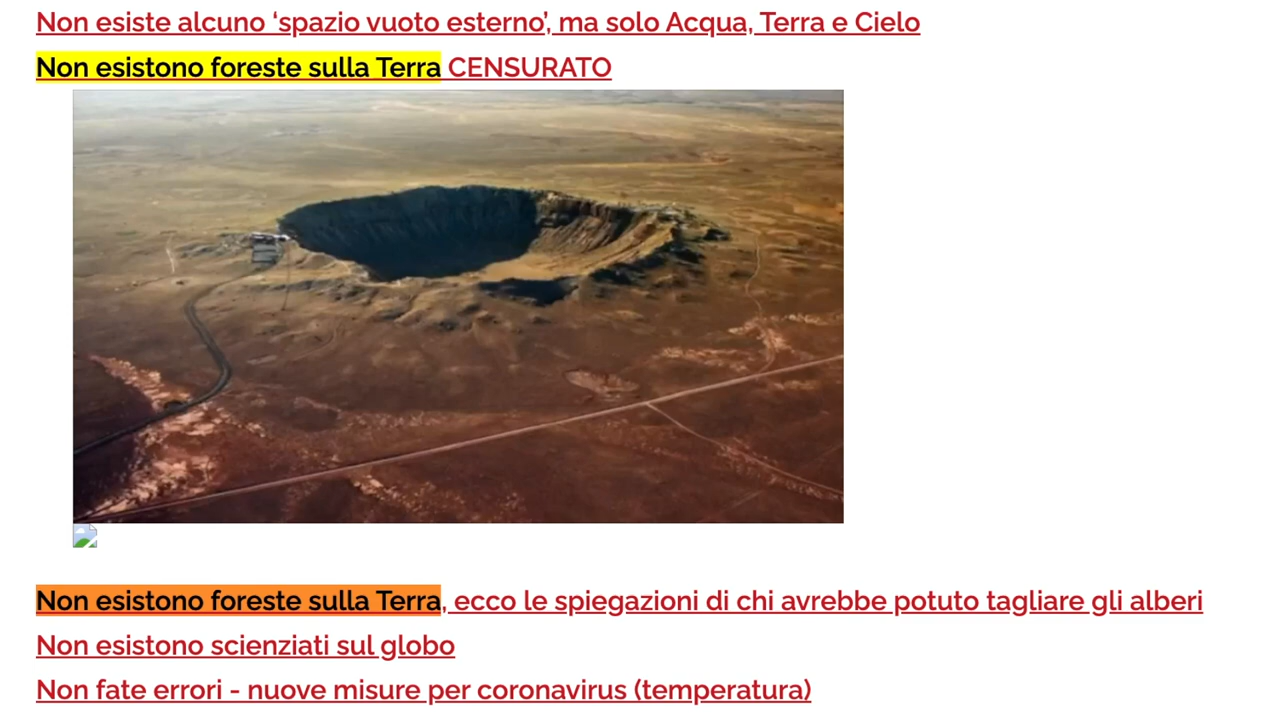 Non esiste alcuno ‘spazio vuoto esterno’, ma solo Acqua, Terra e Cielo
Non esistono foreste sulla Terra CENSURATO
Non esistono foreste sulla Terra, ecco le spiegazioni di chi avrebbe potuto tagliare gli alberi
Non esistono scienziati sul globo
Non fate errori - nuove misure per coronavirus (temperatura)